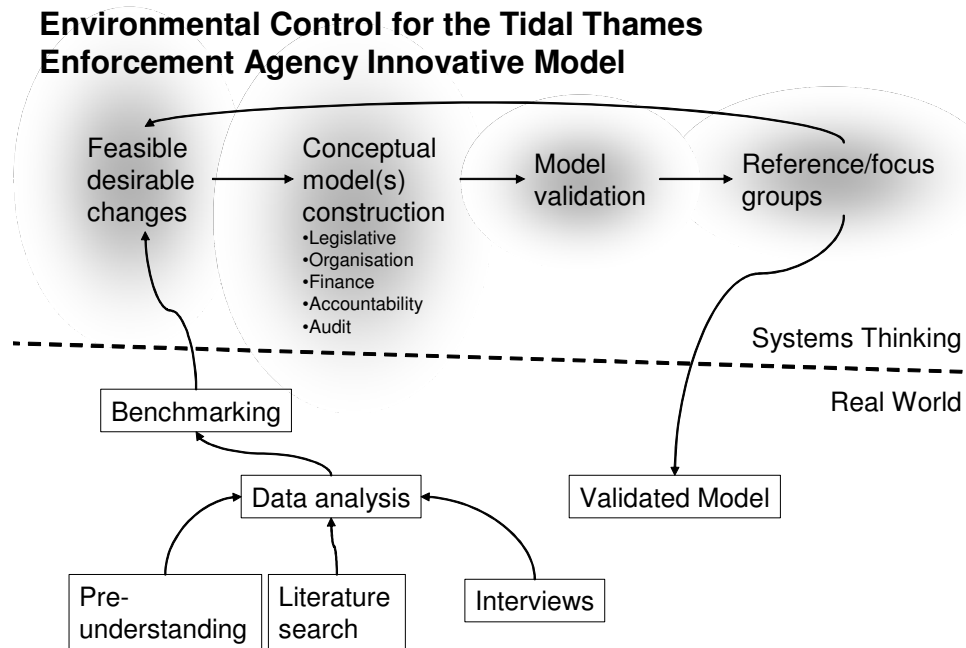 Environmental Control for the Tidal Thames
Enforcement Agency Innovative Model
Feasible
desirable
changes
Conceptual
model(s)
construction
•Legislative
•Organisation
•Finance
•Accountability
•Audit
Model
validation
Reference/focus
groups
Systems Thinking
Real World
Benchmarking
Data analysis
Validated Model
Pre-
understanding
Literature
search
Interviews